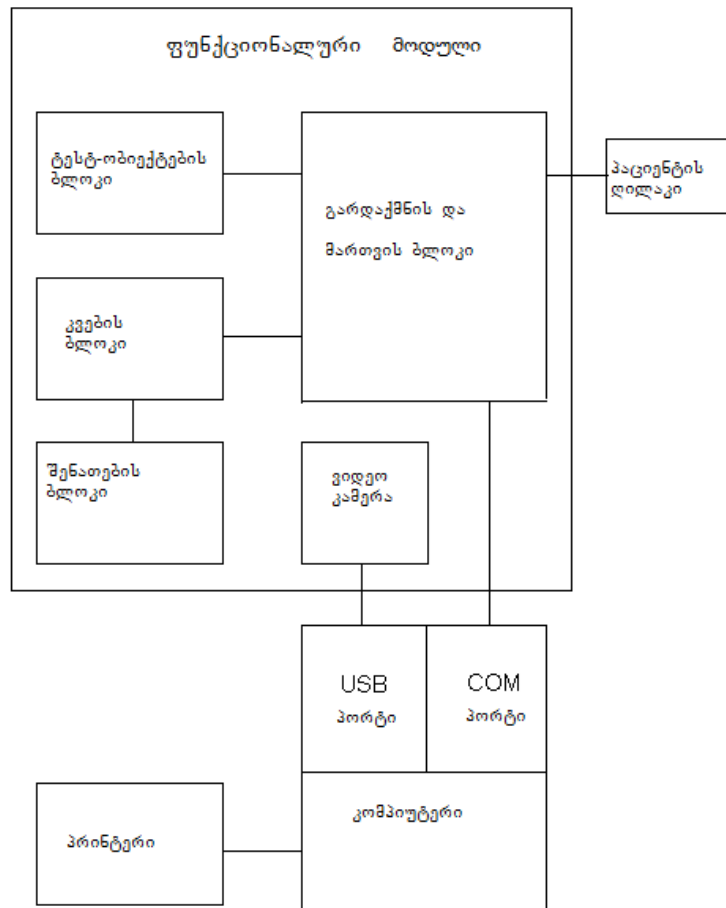 ფუნქციონალური მოდული
ტესტ-ობიექტების
ბლოკი
გარდაქმნის და
მართვის ბლოკი
პაციენტის
ღილაკი
კვების
ბლოკი
შენათების
ბლოკი
ვიდეო
კამერა
USB
პორტი
COM
პორტი
კომპიუტერი
პრინტერი